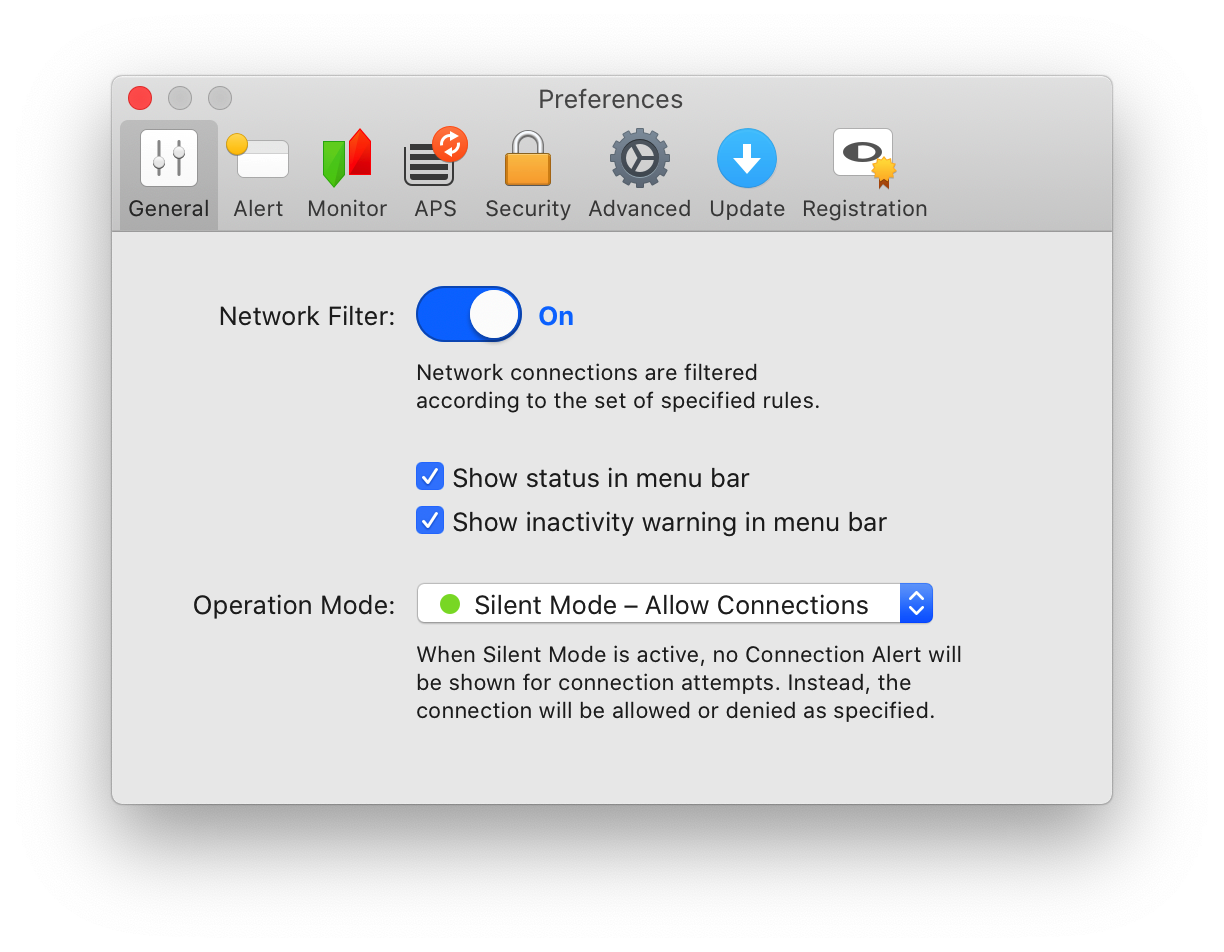 Preferences
General Alert Monitor APS Security Advanced Update Registration
Network Filter: On
Network connections are filtered
according to the set of specified rules.
Show status in menu bar
Show inactivity warning in menu bar
Operation Mode: Silent Mode – Allow Connections
When Silent Mode is active, no Connection Alert will
be shown for connection attempts. Instead, the
connection will be allowed or denied as specified.